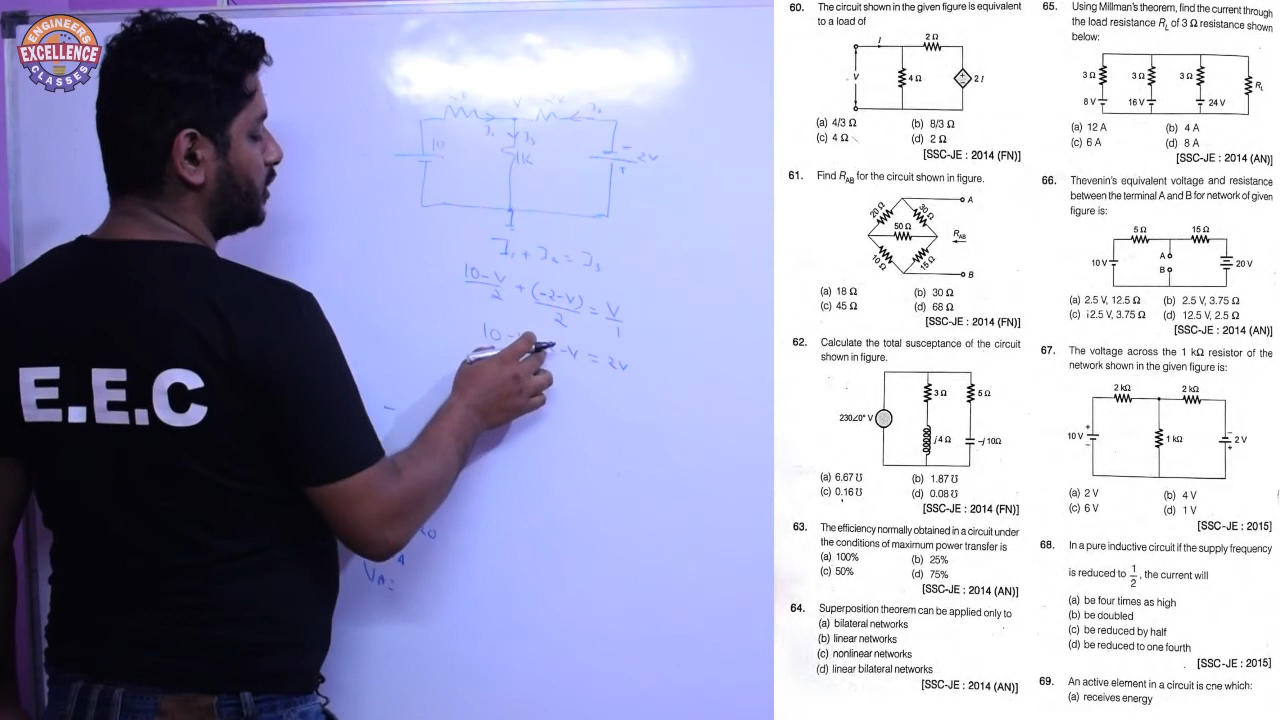 ENGINEERS
EXCELLENCE
CLASSES
E.E.C
10
V
1K
2V
I₁ + I₂ = I₃
10-V/2 + (-2-V)/2 = V/1
-V = 2V
60. The circuit shown in the given figure is equivalent
to a load of
I
2 Ω
V
4 Ω
2 I
(a) 4/3 Ω (b) 8/3 Ω
(c) 4 Ω (d) 2 Ω
[SSC-JE : 2014 (FN)]
61. Find R_AB for the circuit shown in figure.
A
20 Ω 30 Ω
50 Ω
R_AB
10 Ω 15 Ω
B
(a) 18 Ω (b) 30 Ω
(c) 45 Ω (d) 68 Ω
[SSC-JE : 2014 (FN)]
62. Calculate the total susceptance of the circuit
shown in figure.
3 Ω 5 Ω
230∠0° V
j4 Ω -j10Ω
(a) 6.67 ℧ (b) 1.87 ℧
(c) 0.16 ℧ (d) 0.08 ℧
[SSC-JE : 2014 (FN)]
63. The efficiency normally obtained in a circuit under
the conditions of maximum power transfer is
(a) 100% (b) 25%
(c) 50% (d) 75%
[SSC-JE : 2014 (AN)]
64. Superposition theorem can be applied only to
(a) bilateral networks
(b) linear networks
(c) nonlinear networks
(d) linear bilateral networks
[SSC-JE : 2014 (AN)]
65. Using Millman's theorem, find the current through
the load resistance R_L of 3 Ω resistance shown
below:
3 Ω 3 Ω 3 Ω R_L
8 V 16 V 24 V
(a) 12 A (b) 4 A
(c) 6 A (d) 8 A
[SSC-JE : 2014 (AN)]
66. Thevenin's equivalent voltage and resistance
between the terminal A and B for network of given
figure is:
5 Ω 15 Ω
10 V A 20 V
B
(a) 2.5 V, 12.5 Ω (b) 2.5 V, 3.75 Ω
(c) 12.5 V, 3.75 Ω (d) 12.5 V, 2.5 Ω
[SSC-JE : 2014 (AN)]
67. The voltage across the 1 kΩ resistor of the
network shown in the given figure is:
2 kΩ 2 kΩ
10 V 1 kΩ 2 V
(a) 2 V (b) 4 V
(c) 6 V (d) 1 V
[SSC-JE : 2015]
68. In a pure inductive circuit if the supply frequency
is reduced to 1/2, the current will
(a) be four times as high
(b) be doubled
(c) be reduced by half
(d) be reduced to one fourth
[SSC-JE : 2015]
69. An active element in a circuit is one which:
(a) receives energy